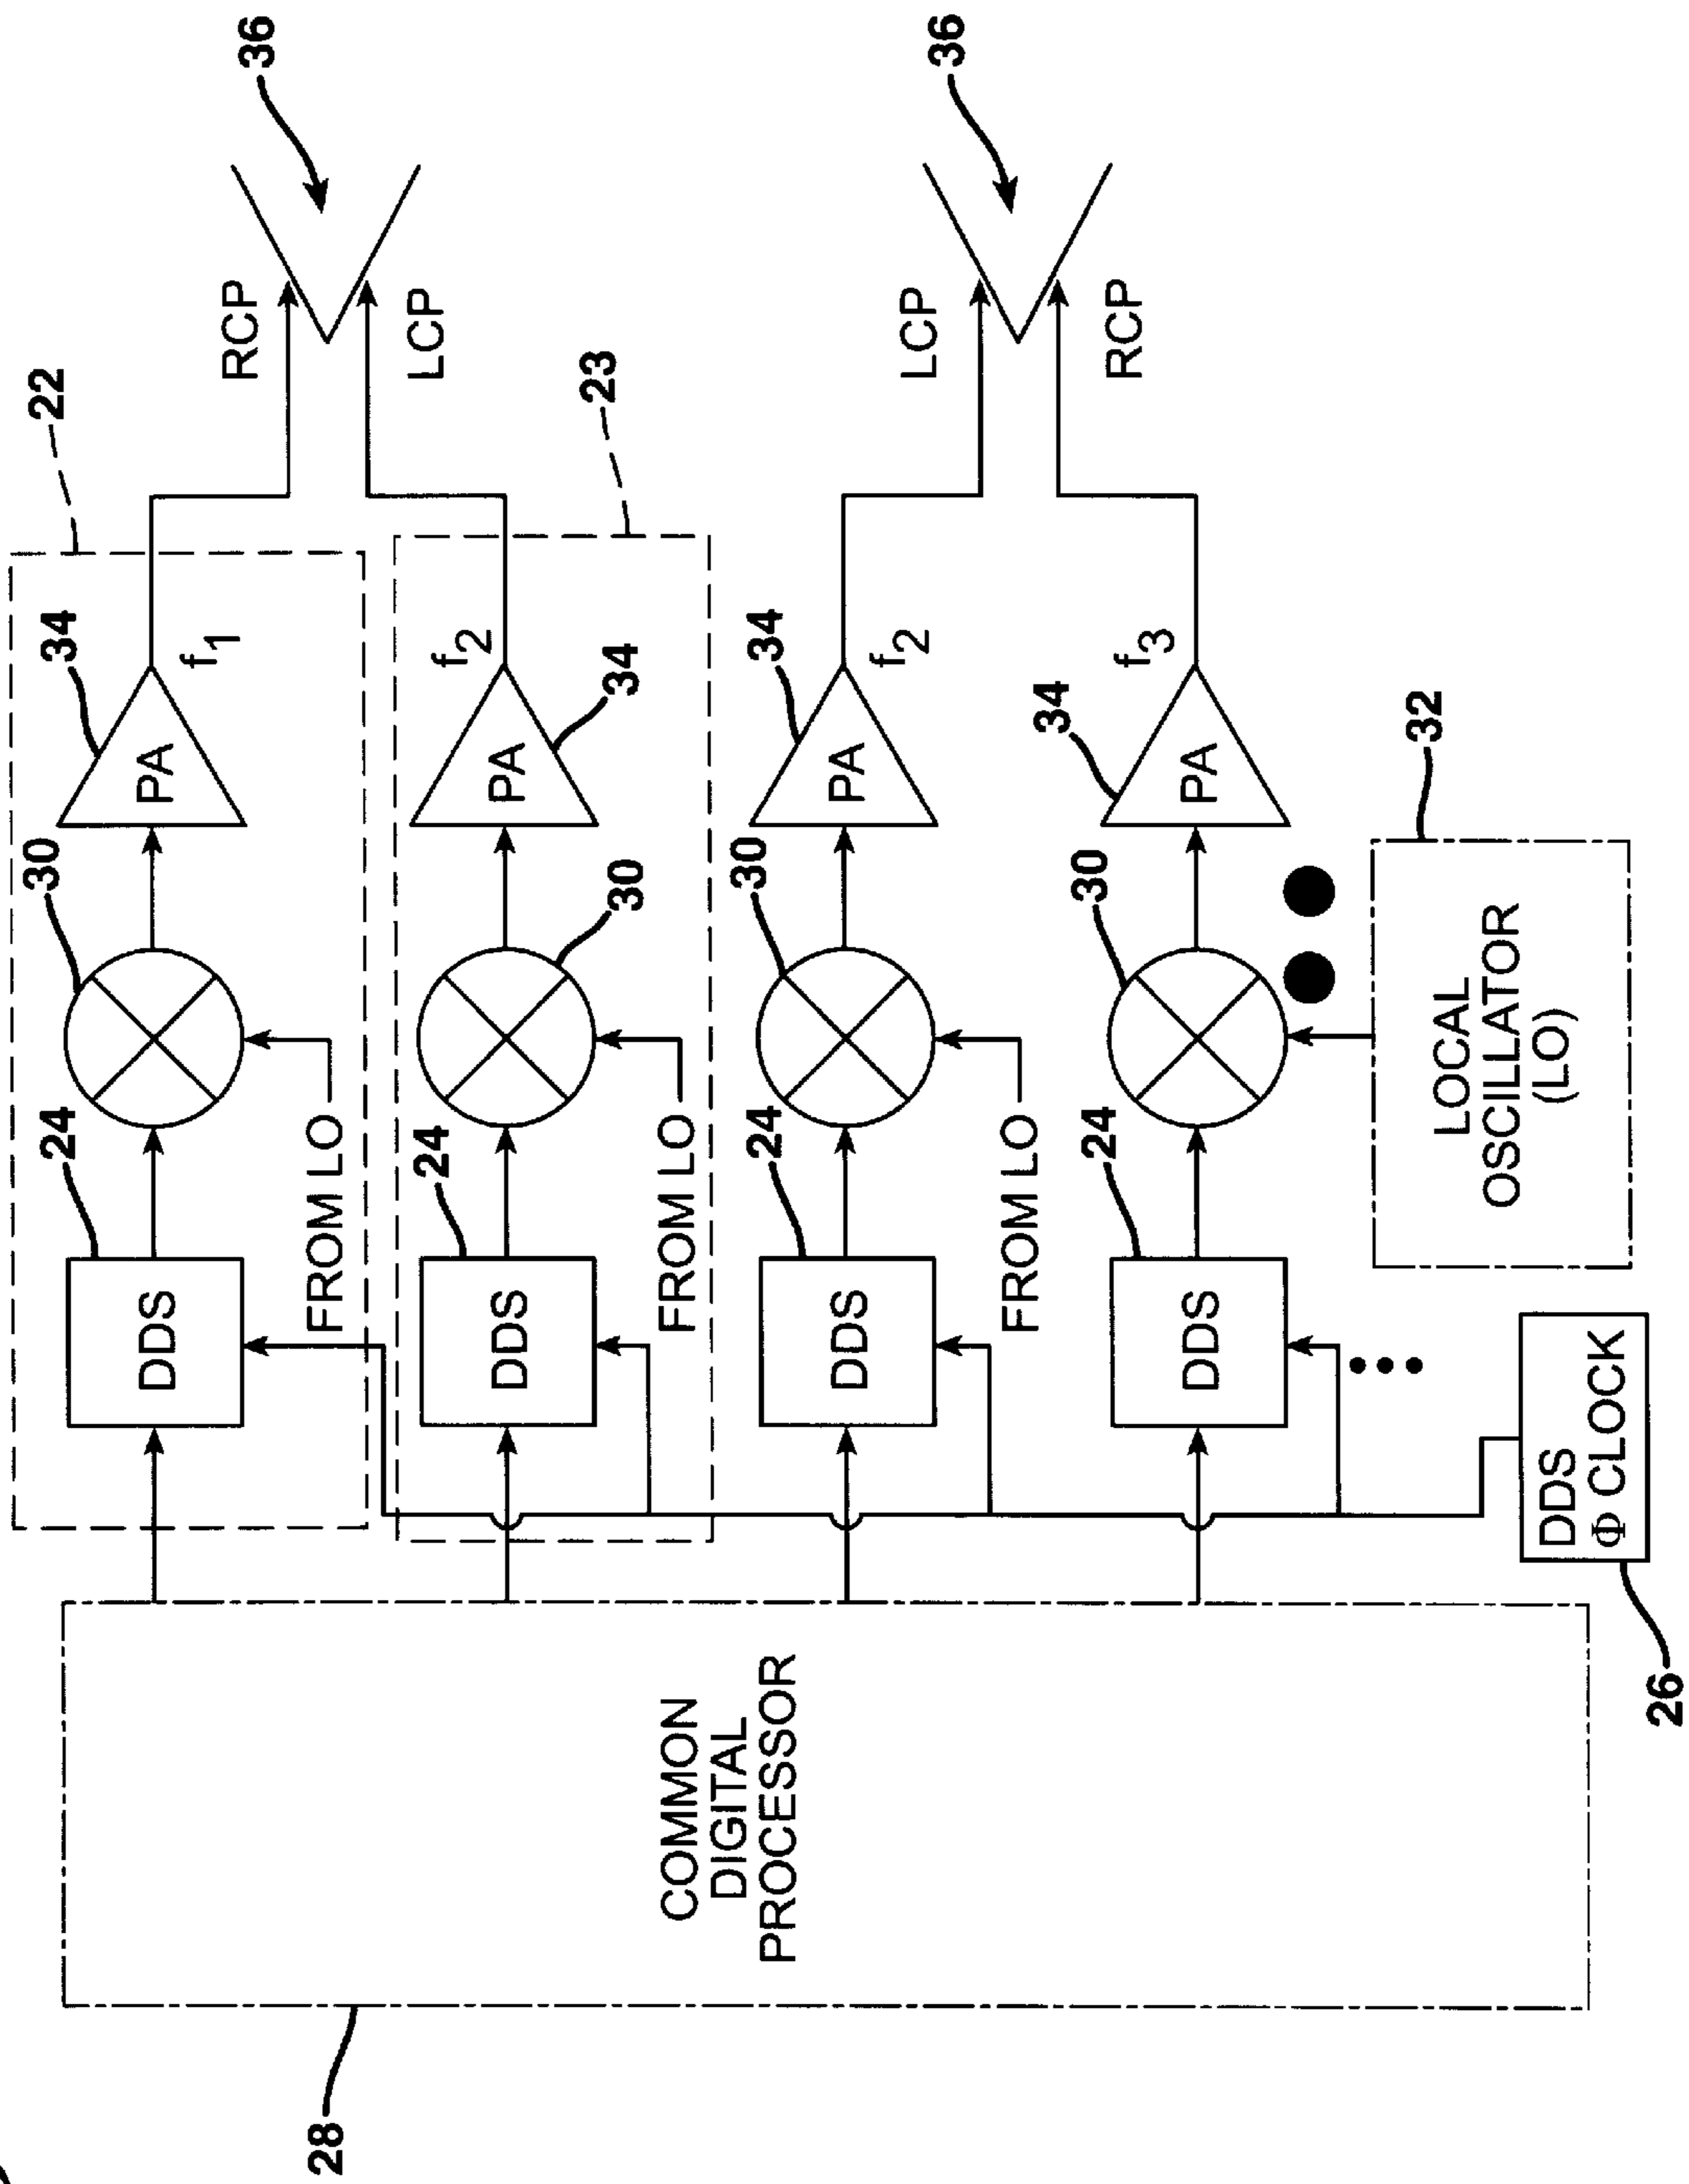 24
30
34
22
DDS
PA
f1
RCP
36
FROM LO
28
LCP
24
f2
23
DDS
PA
30
34
FROM LO
COMMON
DIGITAL
PROCESSOR
24
30
34
DDS
PA
f2
LCP
36
FROM LO
24
30
34
f3
RCP
DDS
PA
32
LOCAL
OSCILLATOR
(LO)
DDS
Φ CLOCK
26